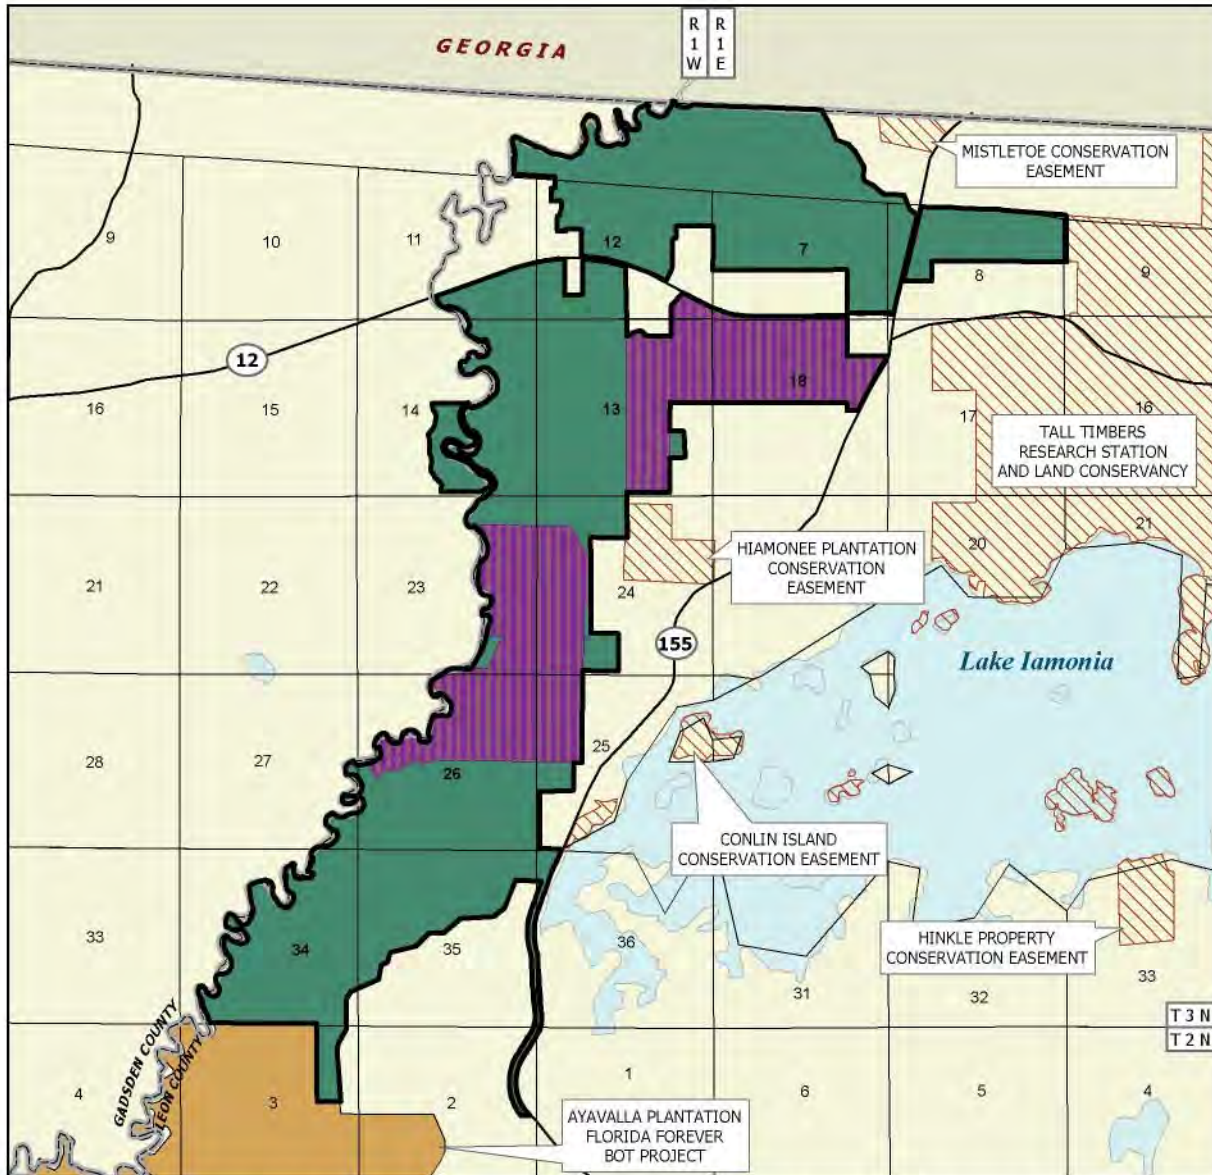 GEORGIA
R R
1 1
W E
MISTLETOE CONSERVATION
EASEMENT
9
10
11
12
7
8
9
12
16
15
14
13
18
17
16
TALL TIMBERS
RESEARCH STATION
AND LAND CONSERVANCY
21
22
23
24
20
21
HIAMONEE PLANTATION
CONSERVATION
EASEMENT
155
Lake Iamonia
28
27
26
25
CONLIN ISLAND
CONSERVATION EASEMENT
33
34
35
36
31
32
33
HINKLE PROPERTY
CONSERVATION EASEMENT
T 3 N
T 2 N
GADSDEN COUNTY
LEON COUNTY
4
3
2
1
6
5
4
AYAVALLA PLANTATION
FLORIDA FOREVER
BOT PROJECT